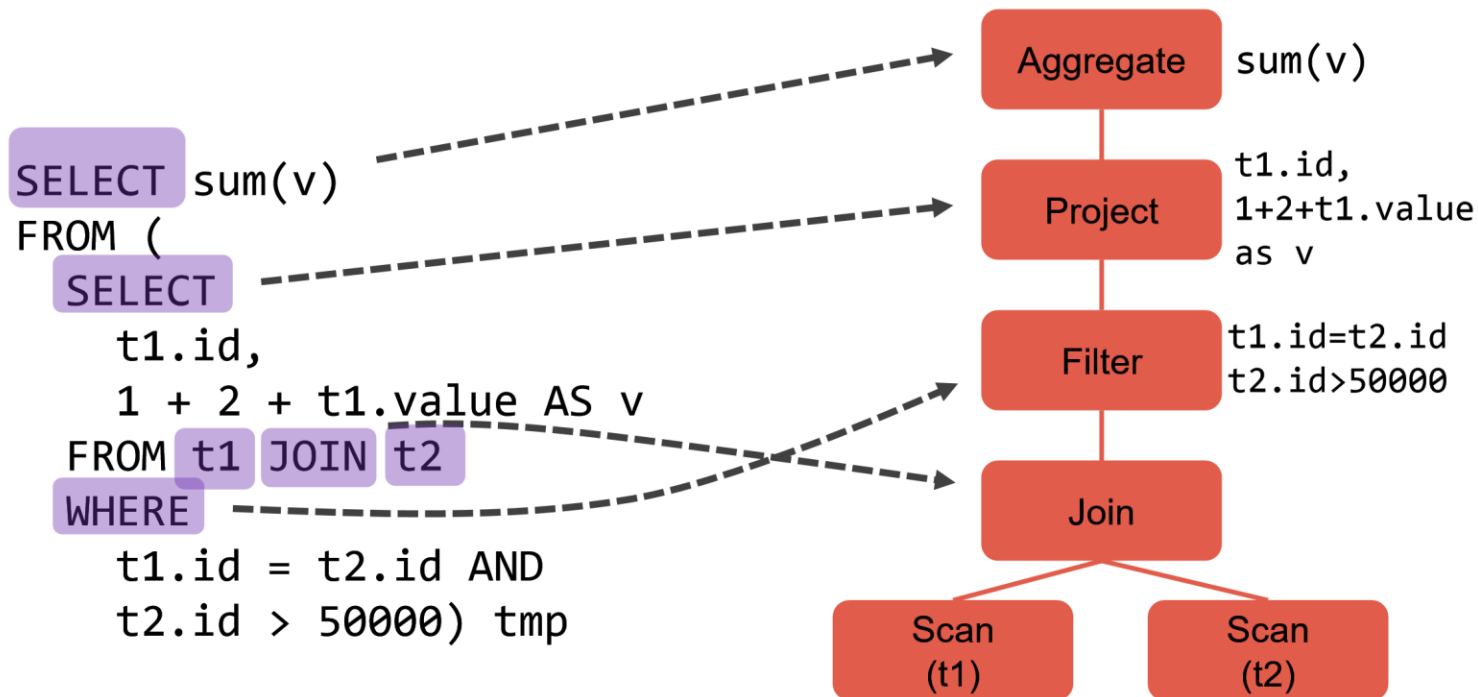 SELECT sum(v)
FROM (
SELECT
t1.id,
1 + 2 + t1.value AS v
FROM t1 JOIN t2
WHERE
t1.id = t2.id AND
t2.id > 50000) tmp
Aggregate
sum(v)
Project
t1.id,
1+2+t1.value
as v
Filter
t1.id=t2.id
t2.id>50000
Join
Scan
(t1)
Scan
(t2)